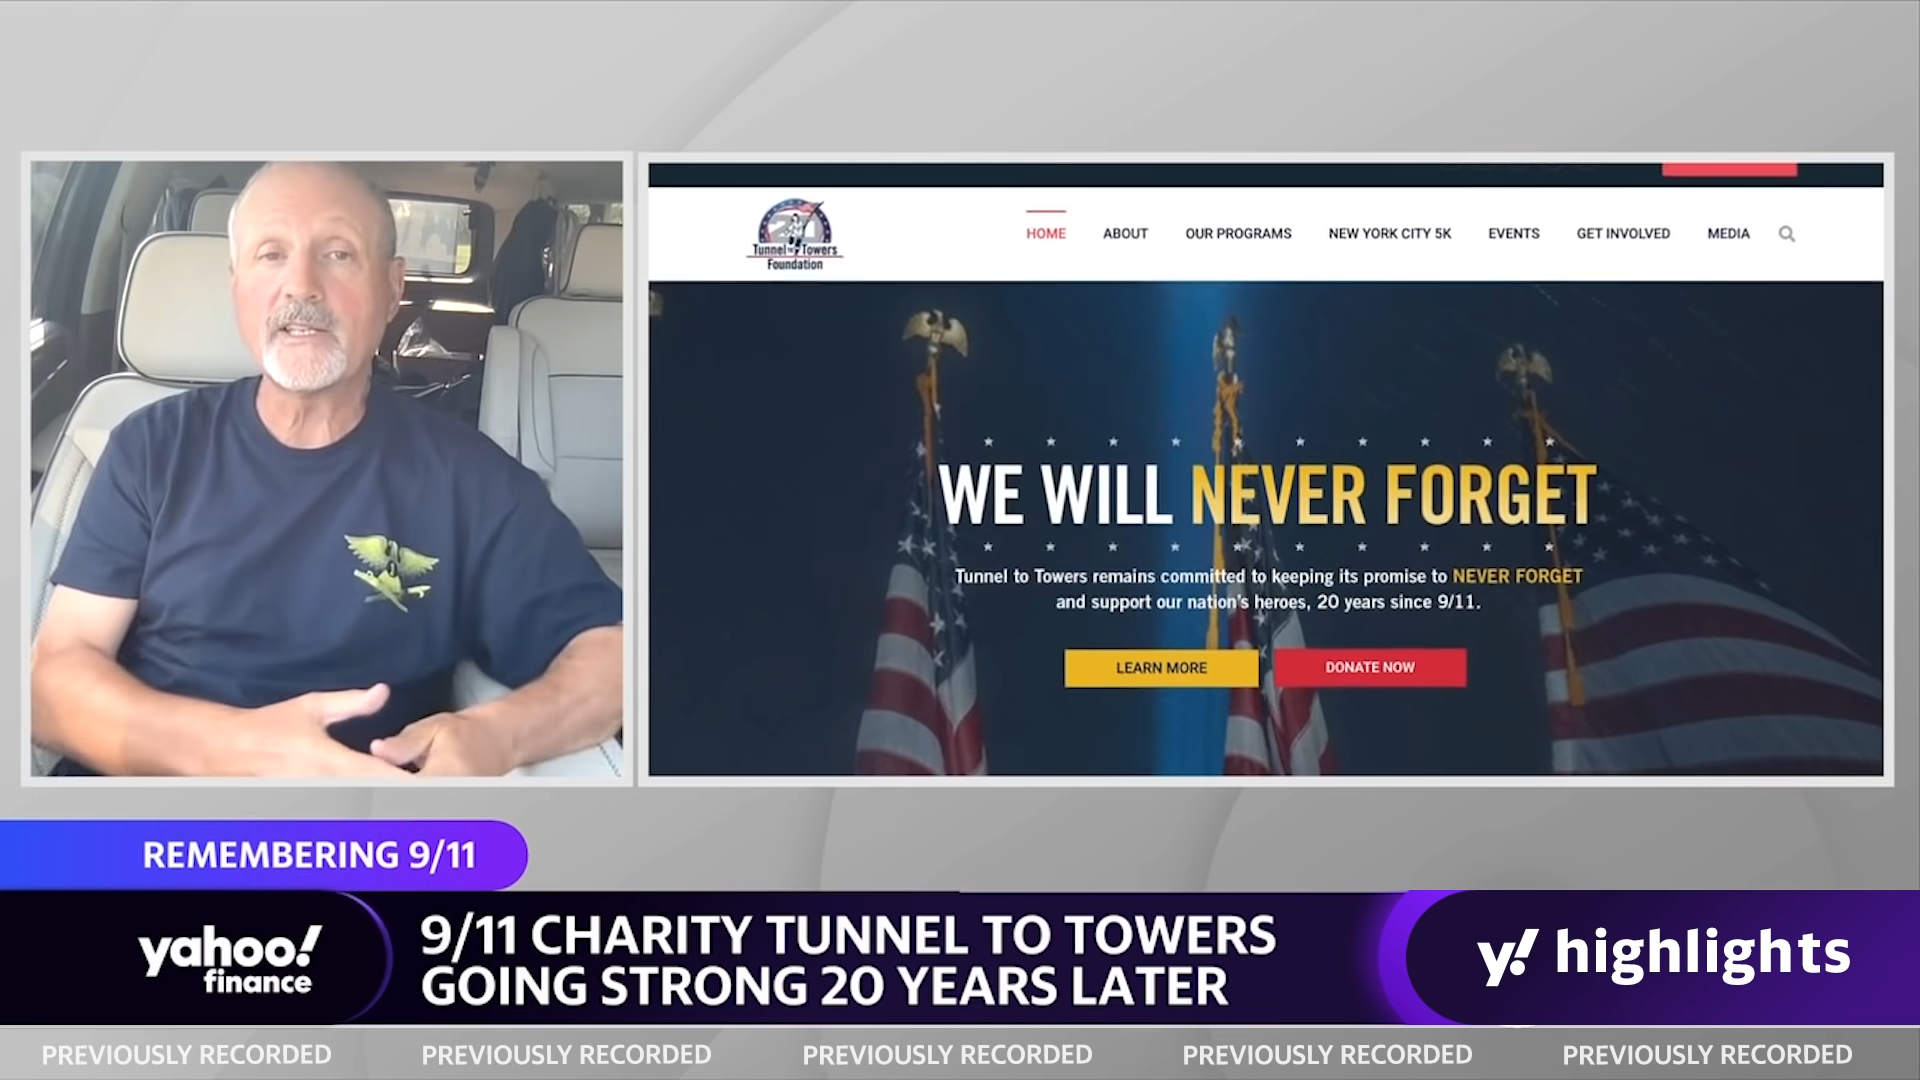 Tunnel to Towers
Foundation
HOME
ABOUT
OUR PROGRAMS
NEW YORK CITY 5K
EVENTS
GET INVOLVED
MEDIA
WE WILL NEVER FORGET
Tunnel to Towers remains committed to keeping its promise to NEVER FORGET
and support our nation's heroes, 20 years since 9/11.
LEARN MORE
DONATE NOW
REMEMBERING 9/11
yahoo!
finance
9/11 CHARITY TUNNEL TO TOWERS
GOING STRONG 20 YEARS LATER
y! highlights
PREVIOUSLY RECORDED PREVIOUSLY RECORDED PREVIOUSLY RECORDED PREVIOUSLY RECORDED PREVIOUSLY RECORDED